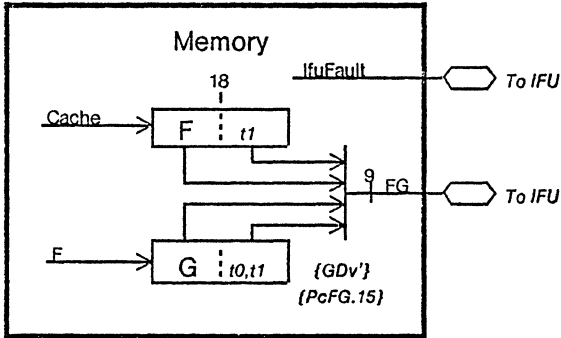 Memory
IfuFault
To IFU
18
Cache
F
t1
9
FG
To IFU
F
G
t0,t1
{GDv'}
{PcFG.15}